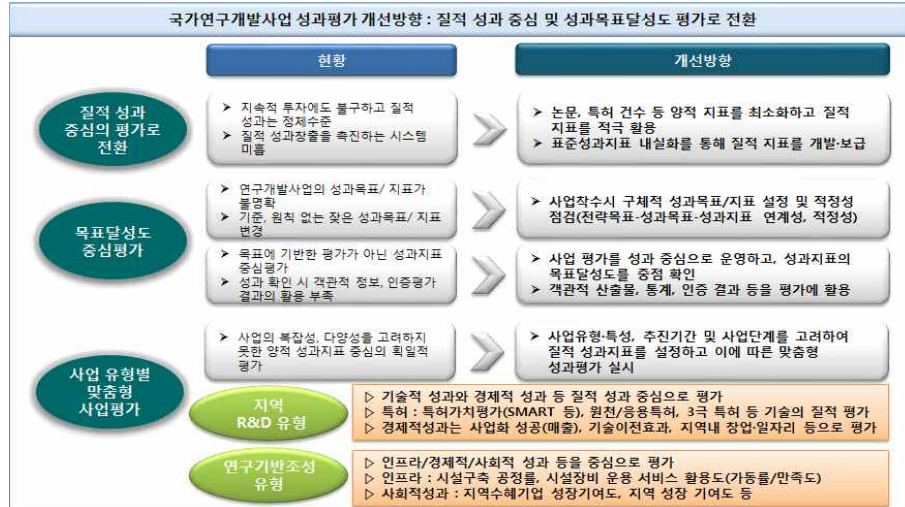 국가연구개발사업 성과평가 개선방향 : 질적 성과 중심 및 성과목표달성도 평가로 전환
현황
개선방향
질적 성과
중심의 평가로
전환
➢ 지속적 투자에도 불구하고 질적
성과는 정체수준
➢ 질적 성과창출을 촉진하는 시스템
미흡
➢ 논문, 특허 건수 등 양적 지표를 최소화하고 질적
지표를 적극 활용
➢ 표준성과지표 내실화를 통해 질적 지표를 개발·보급
목표달성도
중심평가
➢ 연구개발사업의 성과목표/ 지표가
불명확
➢ 기준, 원칙 없는 잦은 성과목표/ 지표
변경
➢ 사업착수시 구체적 성과목표/지표 설정 및 적정성
점검(전략목표-성과목표-성과지표 연계성, 적정성)
➢ 목표에 기반한 평가가 아닌 성과지표
중심평가
➢ 성과 확인 시 객관적 정보, 인증평가
결과의 활용 부족
➢ 사업 평가를 성과 중심으로 운영하고, 성과지표의
목표달성도를 중점 확인
➢ 객관적 산출물, 통계, 인증 결과 등을 평가에 활용
사업 유형별
맞춤형
사업평가
➢ 사업의 복잡성, 다양성을 고려하지
못한 양적 성과지표 중심의 획일적
평가
➢ 사업유형·특성, 추진기간 및 사업단계를 고려하여
질적 성과지표를 설정하고 이에 따른 맞춤형
성과평가 실시
지역
R&D 유형
▷ 기술적 성과와 경제적 성과 등 질적 성과 중심으로 평가
▷ 특허 : 특허가치평가(SMART 등), 원천/응용특허, 3극 특허 등 기술의 질적 평가
▷ 경제적성과는 사업화 성공(매출), 기술이전효과, 지역내 창업·일자리 등으로 평가
연구기반조성
유형
▷ 인프라/경제적/사회적 성과 등을 중심으로 평가
▷ 인프라 : 시설구축 공정률, 시설장비 운용 서비스 활용도(가동률/만족도)
▷ 사회적성과 : 지역수혜기업 성장기여도, 지역 성장 기여도 등